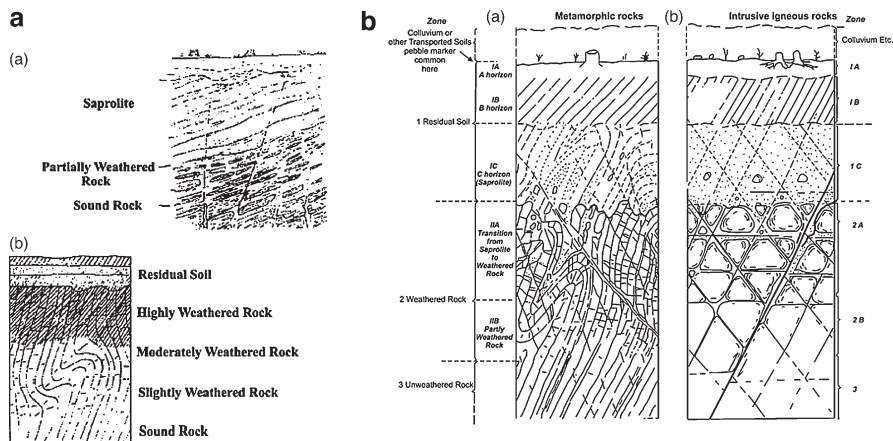 a
(a)
Saprolite
Partially Weathered
Rock
Sound Rock
(b)
Residual Soil
Highly Weathered Rock
Moderately Weathered Rock
Slightly Weathered Rock
Sound Rock
b
Zone
(a)
Metamorphic rocks
(b)
Intrusive igneous rocks
Zone
Colluvium or
other Transported Soils
pebble marker
common
here
Colluvium Etc.
IA
A horizon
1 A
IB
B horizon
1 B
1 Residual Soil
IC
C horizon
(Saprolite)
1 C
IIA
Transition
from
Saprolite
to
Weathered
Rock
2 A
2 Weathered Rock
IIB
Partly
Weathered
Rock
2 B
3 Unweathered Rock
3